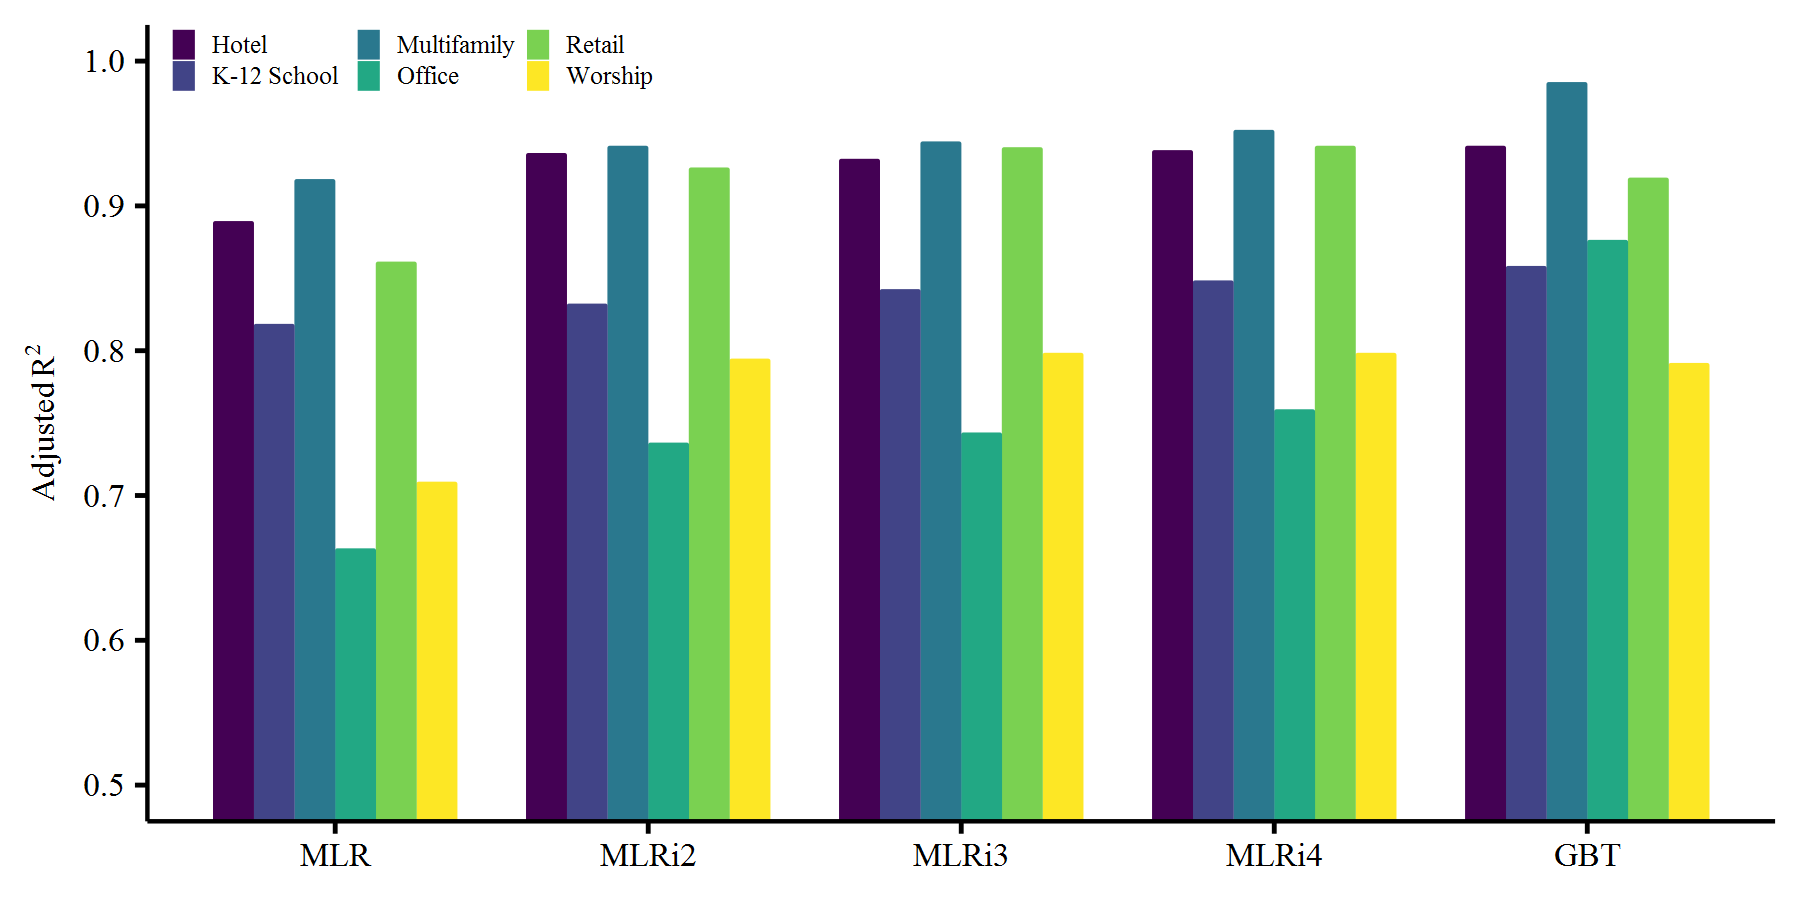 Hotel
K-12 School
Multifamily
Office
Retail
Worship
Adjusted R²
1.0
0.9
0.8
0.7
0.6
0.5
MLR MLRi2 MLRi3 MLRi4 GBT